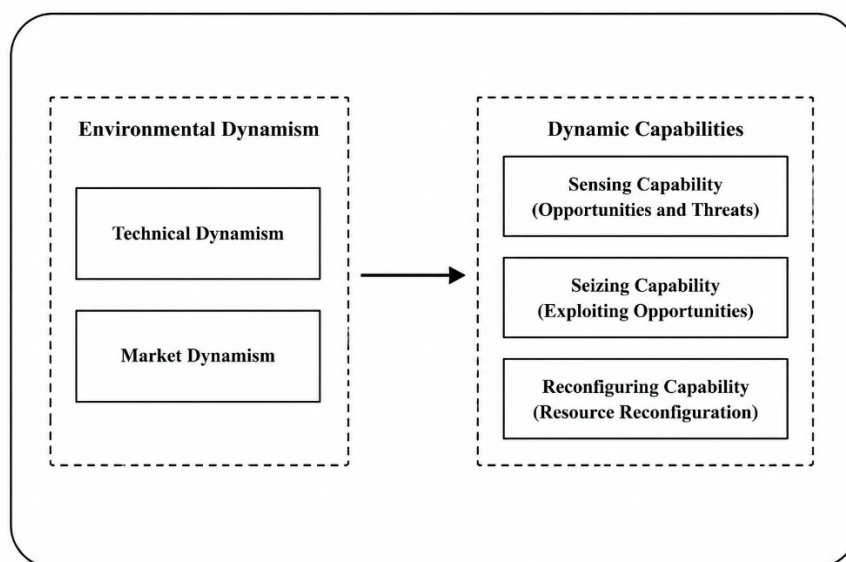 Environmental Dynamism
Technical Dynamism
Market Dynamism
Dynamic Capabilities
Sensing Capability
(Opportunities and Threats)
Seizing Capability
(Exploiting Opportunities)
Reconfiguring Capability
(Resource Reconfiguration)